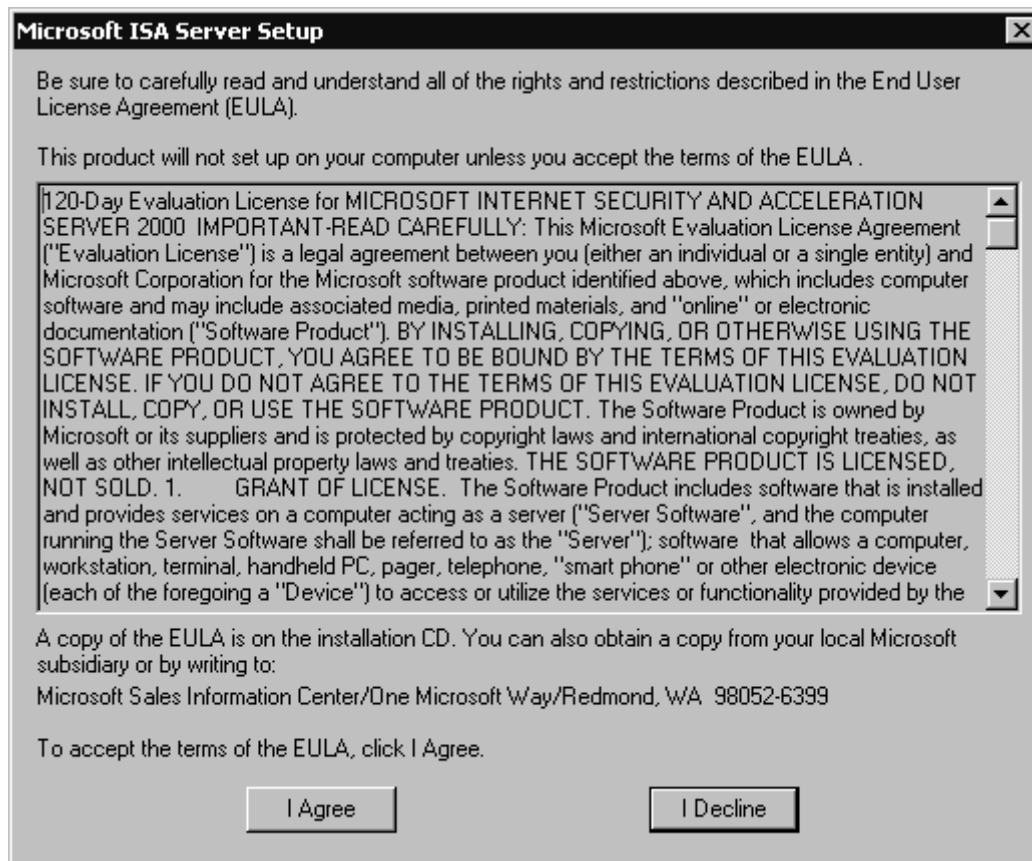 Microsoft ISA Server Setup
Be sure to carefully read and understand all of the rights and restrictions described in the End User
License Agreement (EULA).
This product will not set up on your computer unless you accept the terms of the EULA .
120-Day Evaluation License for MICROSOFT INTERNET SECURITY AND ACCELERATION
SERVER 2000  IMPORTANT-READ CAREFULLY: This Microsoft Evaluation License Agreement
("Evaluation License") is a legal agreement between you (either an individual or a single entity) and
Microsoft Corporation for the Microsoft software product identified above, which includes computer
software and may include associated media, printed materials, and "online" or electronic
documentation ("Software Product"). BY INSTALLING, COPYING, OR OTHERWISE USING THE
SOFTWARE PRODUCT, YOU AGREE TO BE BOUND BY THE TERMS OF THIS EVALUATION
LICENSE. IF YOU DO NOT AGREE TO THE TERMS OF THIS EVALUATION LICENSE, DO NOT
INSTALL, COPY, OR USE THE SOFTWARE PRODUCT. The Software Product is owned by
Microsoft or its suppliers and is protected by copyright laws and international copyright treaties, as
well as other intellectual property laws and treaties. THE SOFTWARE PRODUCT IS LICENSED,
NOT SOLD. 1.       GRANT OF LICENSE.  The Software Product includes software that is installed
and provides services on a computer acting as a server ("Server Software", and the computer
running the Server Software shall be referred to as the "Server"); software  that allows a computer,
workstation, terminal, handheld PC, pager, telephone, "smart phone" or other electronic device
(each of the foregoing a "Device") to access or utilize the services or functionality provided by the
A copy of the EULA is on the installation CD. You can also obtain a copy from your local Microsoft
subsidiary or by writing to:
Microsoft Sales Information Center/One Microsoft Way/Redmond, WA  98052-6399
To accept the terms of the EULA, click I Agree.
I Agree
I Decline